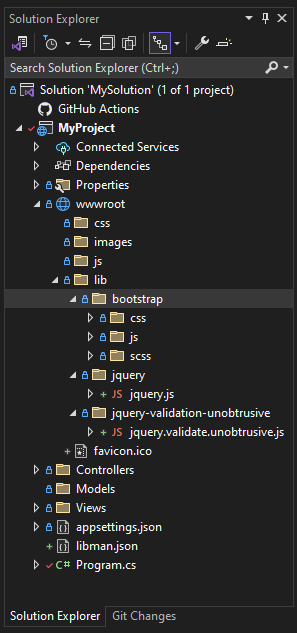 Solution Explorer
Search Solution Explorer (Ctrl+;)
Solution 'MySolution' (1 of 1 project)
GitHub Actions
MyProject
Connected Services
Dependencies
Properties
wwwroot
css
images
js
lib
bootstrap
css
js
scss
jquery
JS jquery.js
jquery-validation-unobtrusive
JS jquery.validate.unobtrusive.js
favicon.ico
Controllers
Models
Views
appsettings.json
libman.json
C# Program.cs
Solution Explorer Git Changes